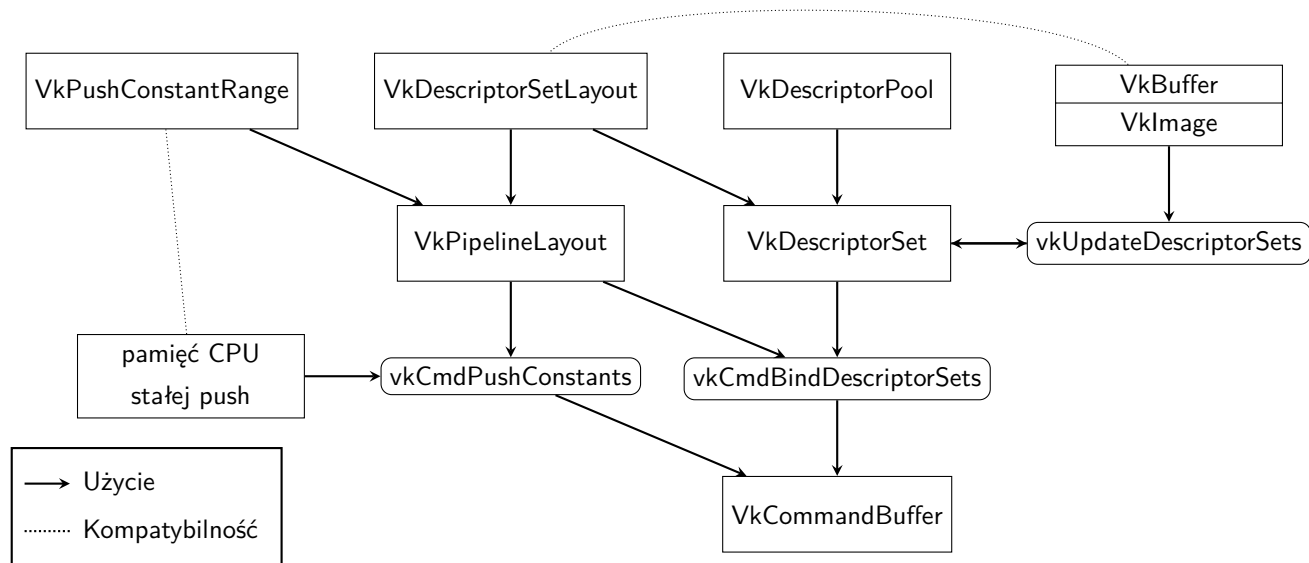 VkPushConstantRange
VkDescriptorSetLayout
VkDescriptorPool
VkBuffer
VkImage
VkPipelineLayout
VkDescriptorSet
vkUpdateDescriptorSets
pamięć CPU
stałej push
vkCmdPushConstants
vkCmdBindDescriptorSets
Użycie
Kompatybilność
VkCommandBuffer